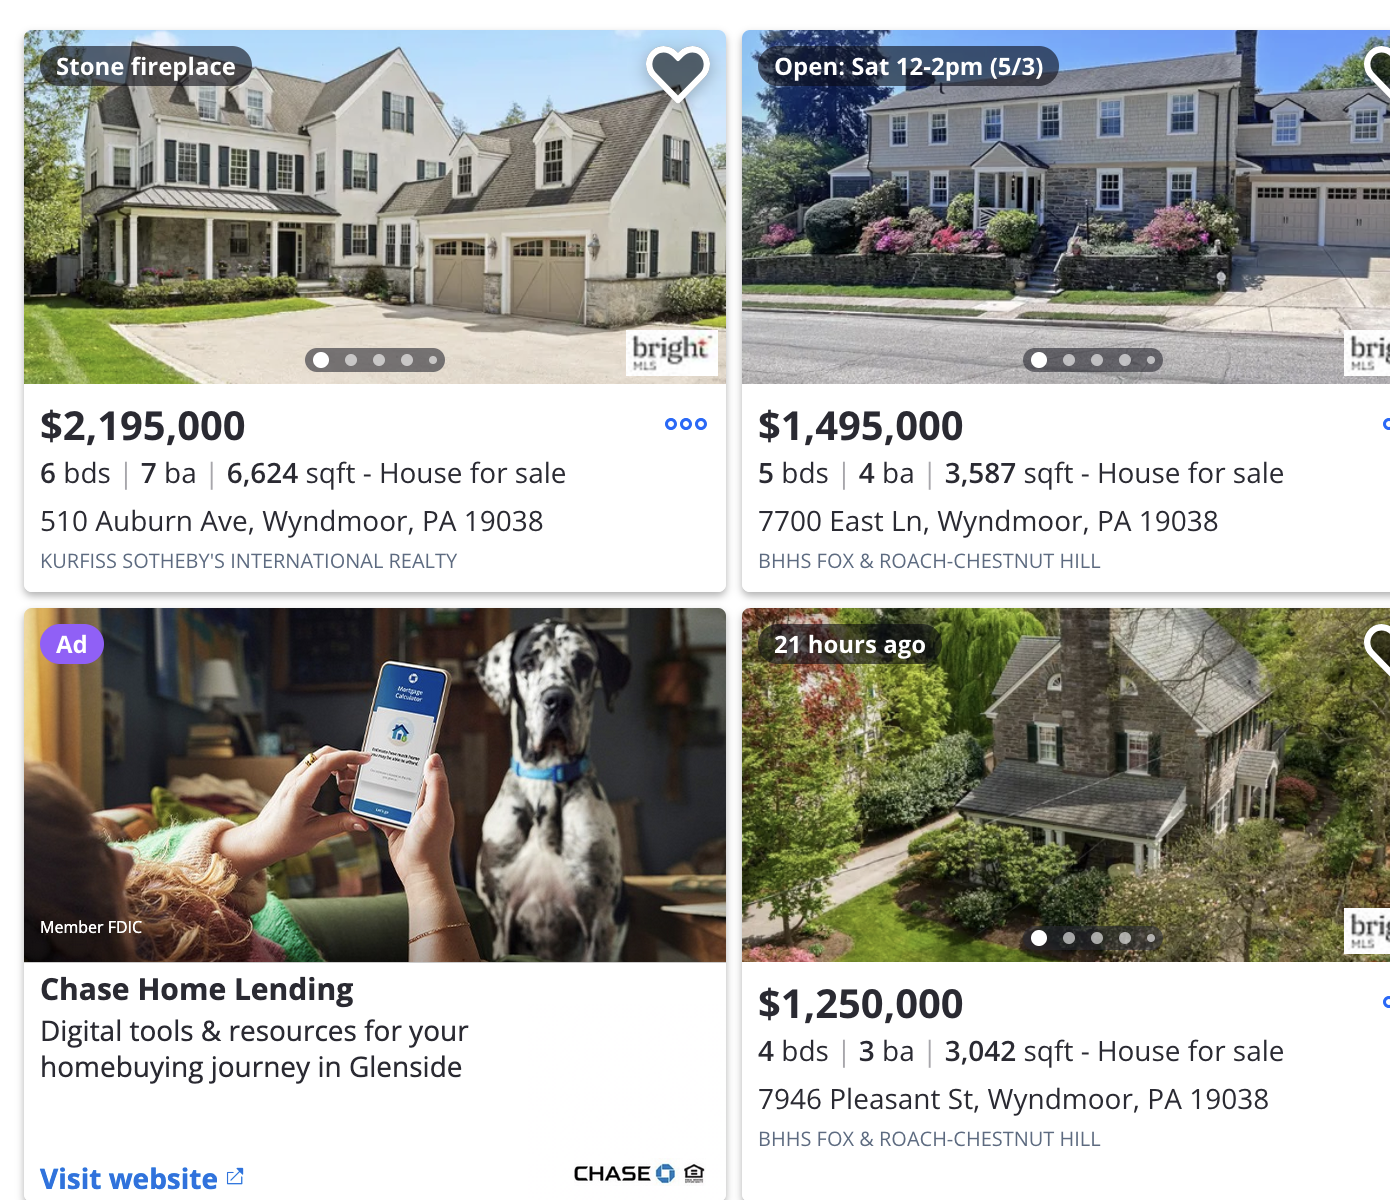 Stone fireplace
bright
MLS
$2,195,000
6 bds | 7 ba | 6,624 sqft - House for sale
510 Auburn Ave, Wyndmoor, PA 19038
KURFISS SOTHEBY'S INTERNATIONAL REALTY
Open: Sat 12-2pm (5/3)
brig
MLS
$1,495,000
5 bds | 4 ba | 3,587 sqft - House for sale
7700 East Ln, Wyndmoor, PA 19038
BHHS FOX & ROACH-CHESTNUT HILL
Ad
Mortgage
Calculator
Let's go
Member FDIC
Chase Home Lending
Digital tools & resources for your
homebuying journey in Glenside
Visit website
CHASE
21 hours ago
brig
MLS
$1,250,000
4 bds | 3 ba | 3,042 sqft - House for sale
7946 Pleasant St, Wyndmoor, PA 19038
BHHS FOX & ROACH-CHESTNUT HILL